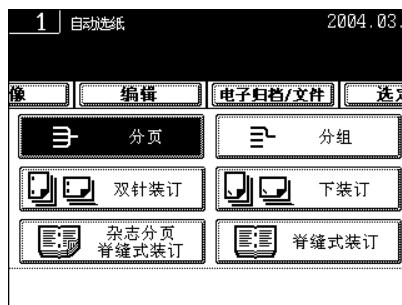 1 自动选纸 2004.03.
像 编辑 电子归档/文件 选定
分页 分组
双针装订 下装订
杂志分页
脊缝式装订 脊缝式装订